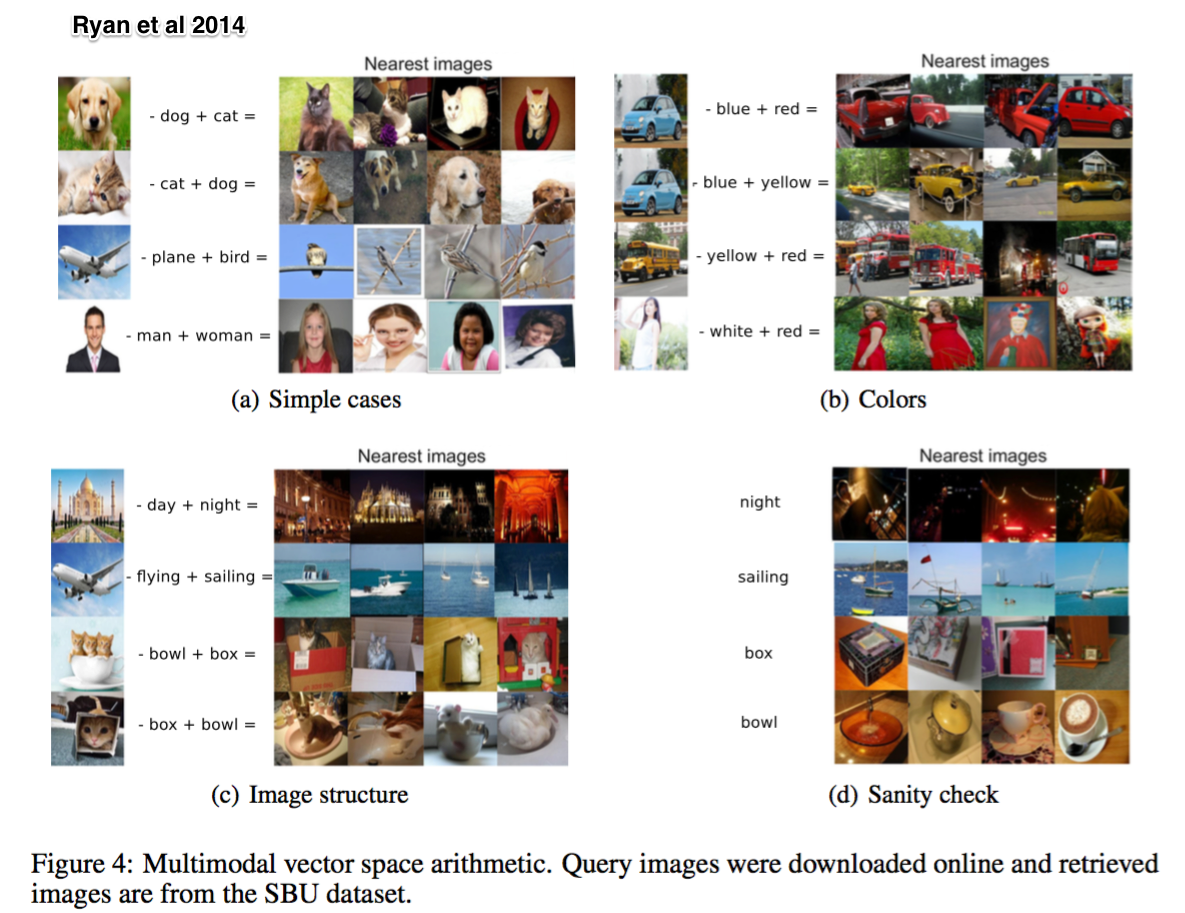 Ryan et al 2014
Nearest images
- dog + cat =
- cat + dog =
- plane + bird =
- man + woman =
(a) Simple cases
Nearest images
- blue + red =
- blue + yellow =
- yellow + red =
- white + red =
(b) Colors
Nearest images
- day + night =
- flying + sailing =
- bowl + box =
- box + bowl =
(c) Image structure
Nearest images
night
sailing
box
bowl
(d) Sanity check
Figure 4: Multimodal vector space arithmetic. Query images were downloaded online and retrieved
images are from the SBU dataset.